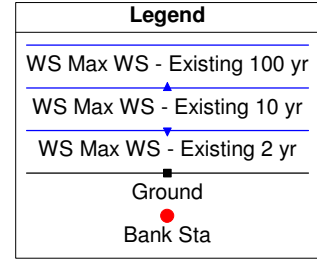 Legend
WS Max WS - Existing 100 yr
WS Max WS - Existing 10 yr
WS Max WS - Existing 2 yr
Ground
Bank Sta